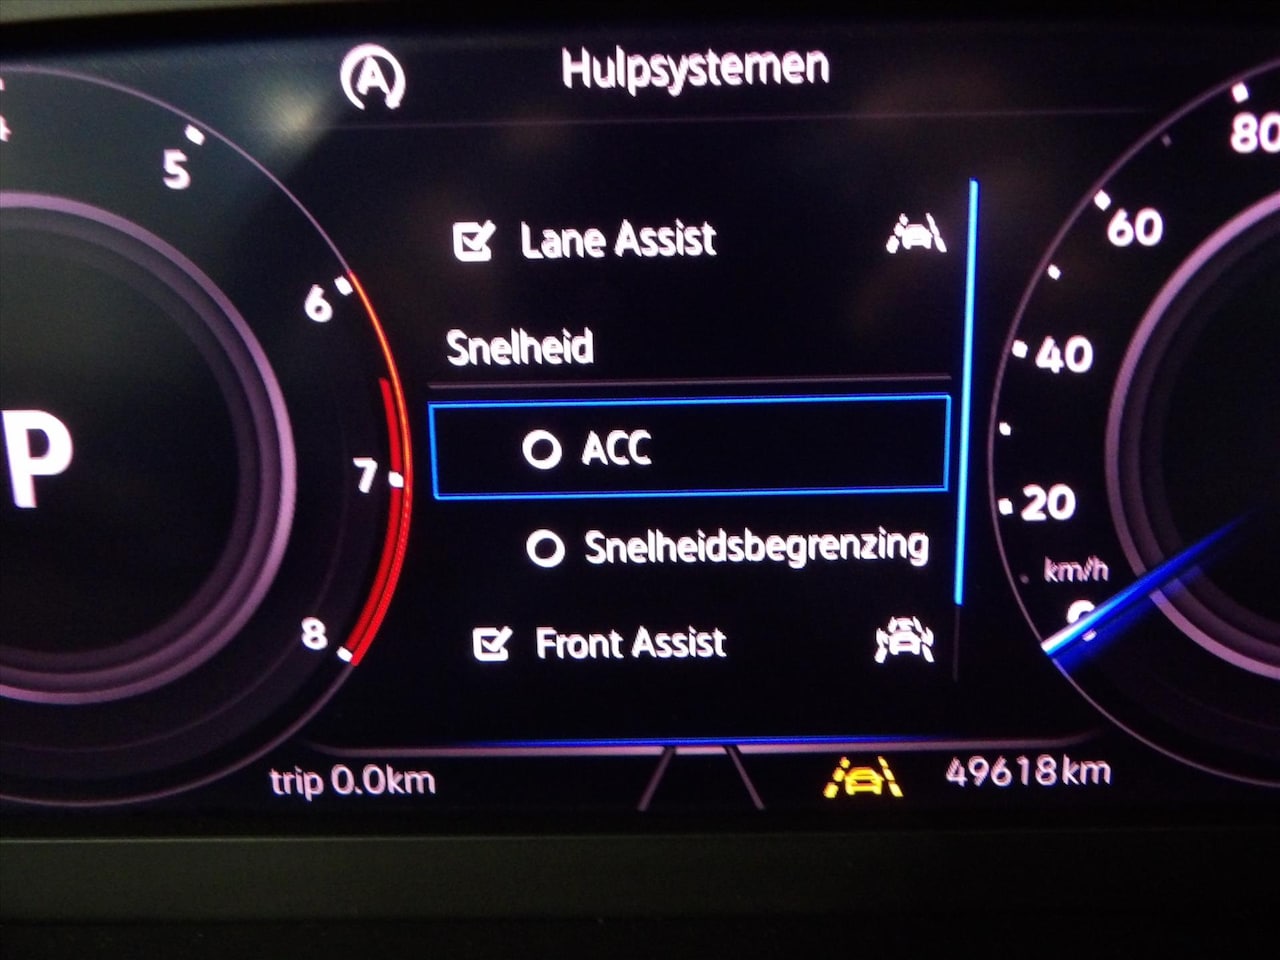 A
Hulpsystemen
5
6
7
8
P
Lane Assist
Snelheid
ACC
Snelheidsbegrenzing
Front Assist
80
60
40
20
km/h
trip 0.0km
49618km